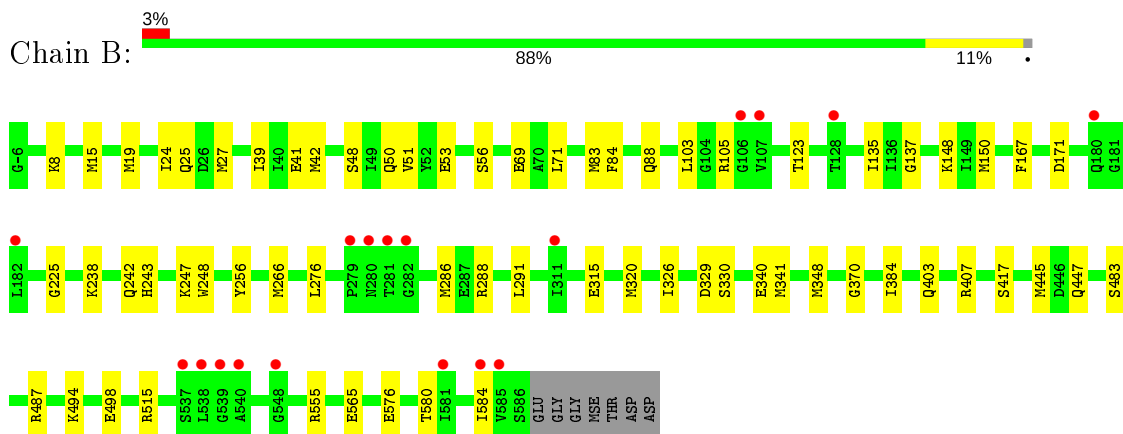 3%
Chain B:
88% 11% •
G-6 K8 M15 M19 I24 Q25 D26 M27 I39 I40 E41 M42 S48 I49 Q50 V51 Y52 E53 S56 E69 A70 L71 M83 F84 Q88 L103 G104 R105 G106 V107 T123 T128 I135 I136 G137 K148 I149 M150 F167 D171 Q180 G181
L182 G225 K238 Q242 H243 K247 W248 Y256 M266 L276 P279 N280 T281 G282 M286 E287 R288 L291 I311 E315 M320 I326 D329 S330 E340 M341 M348 G370 I384 Q403 R407 S417 M445 D446 Q447 S483
R487 K494 E498 R515 S537 L538 G539 A540 G548 R555 E565 E576 T580 I581 I584 V585 S586 GLU GLY GLY MSE THR ASP ASP